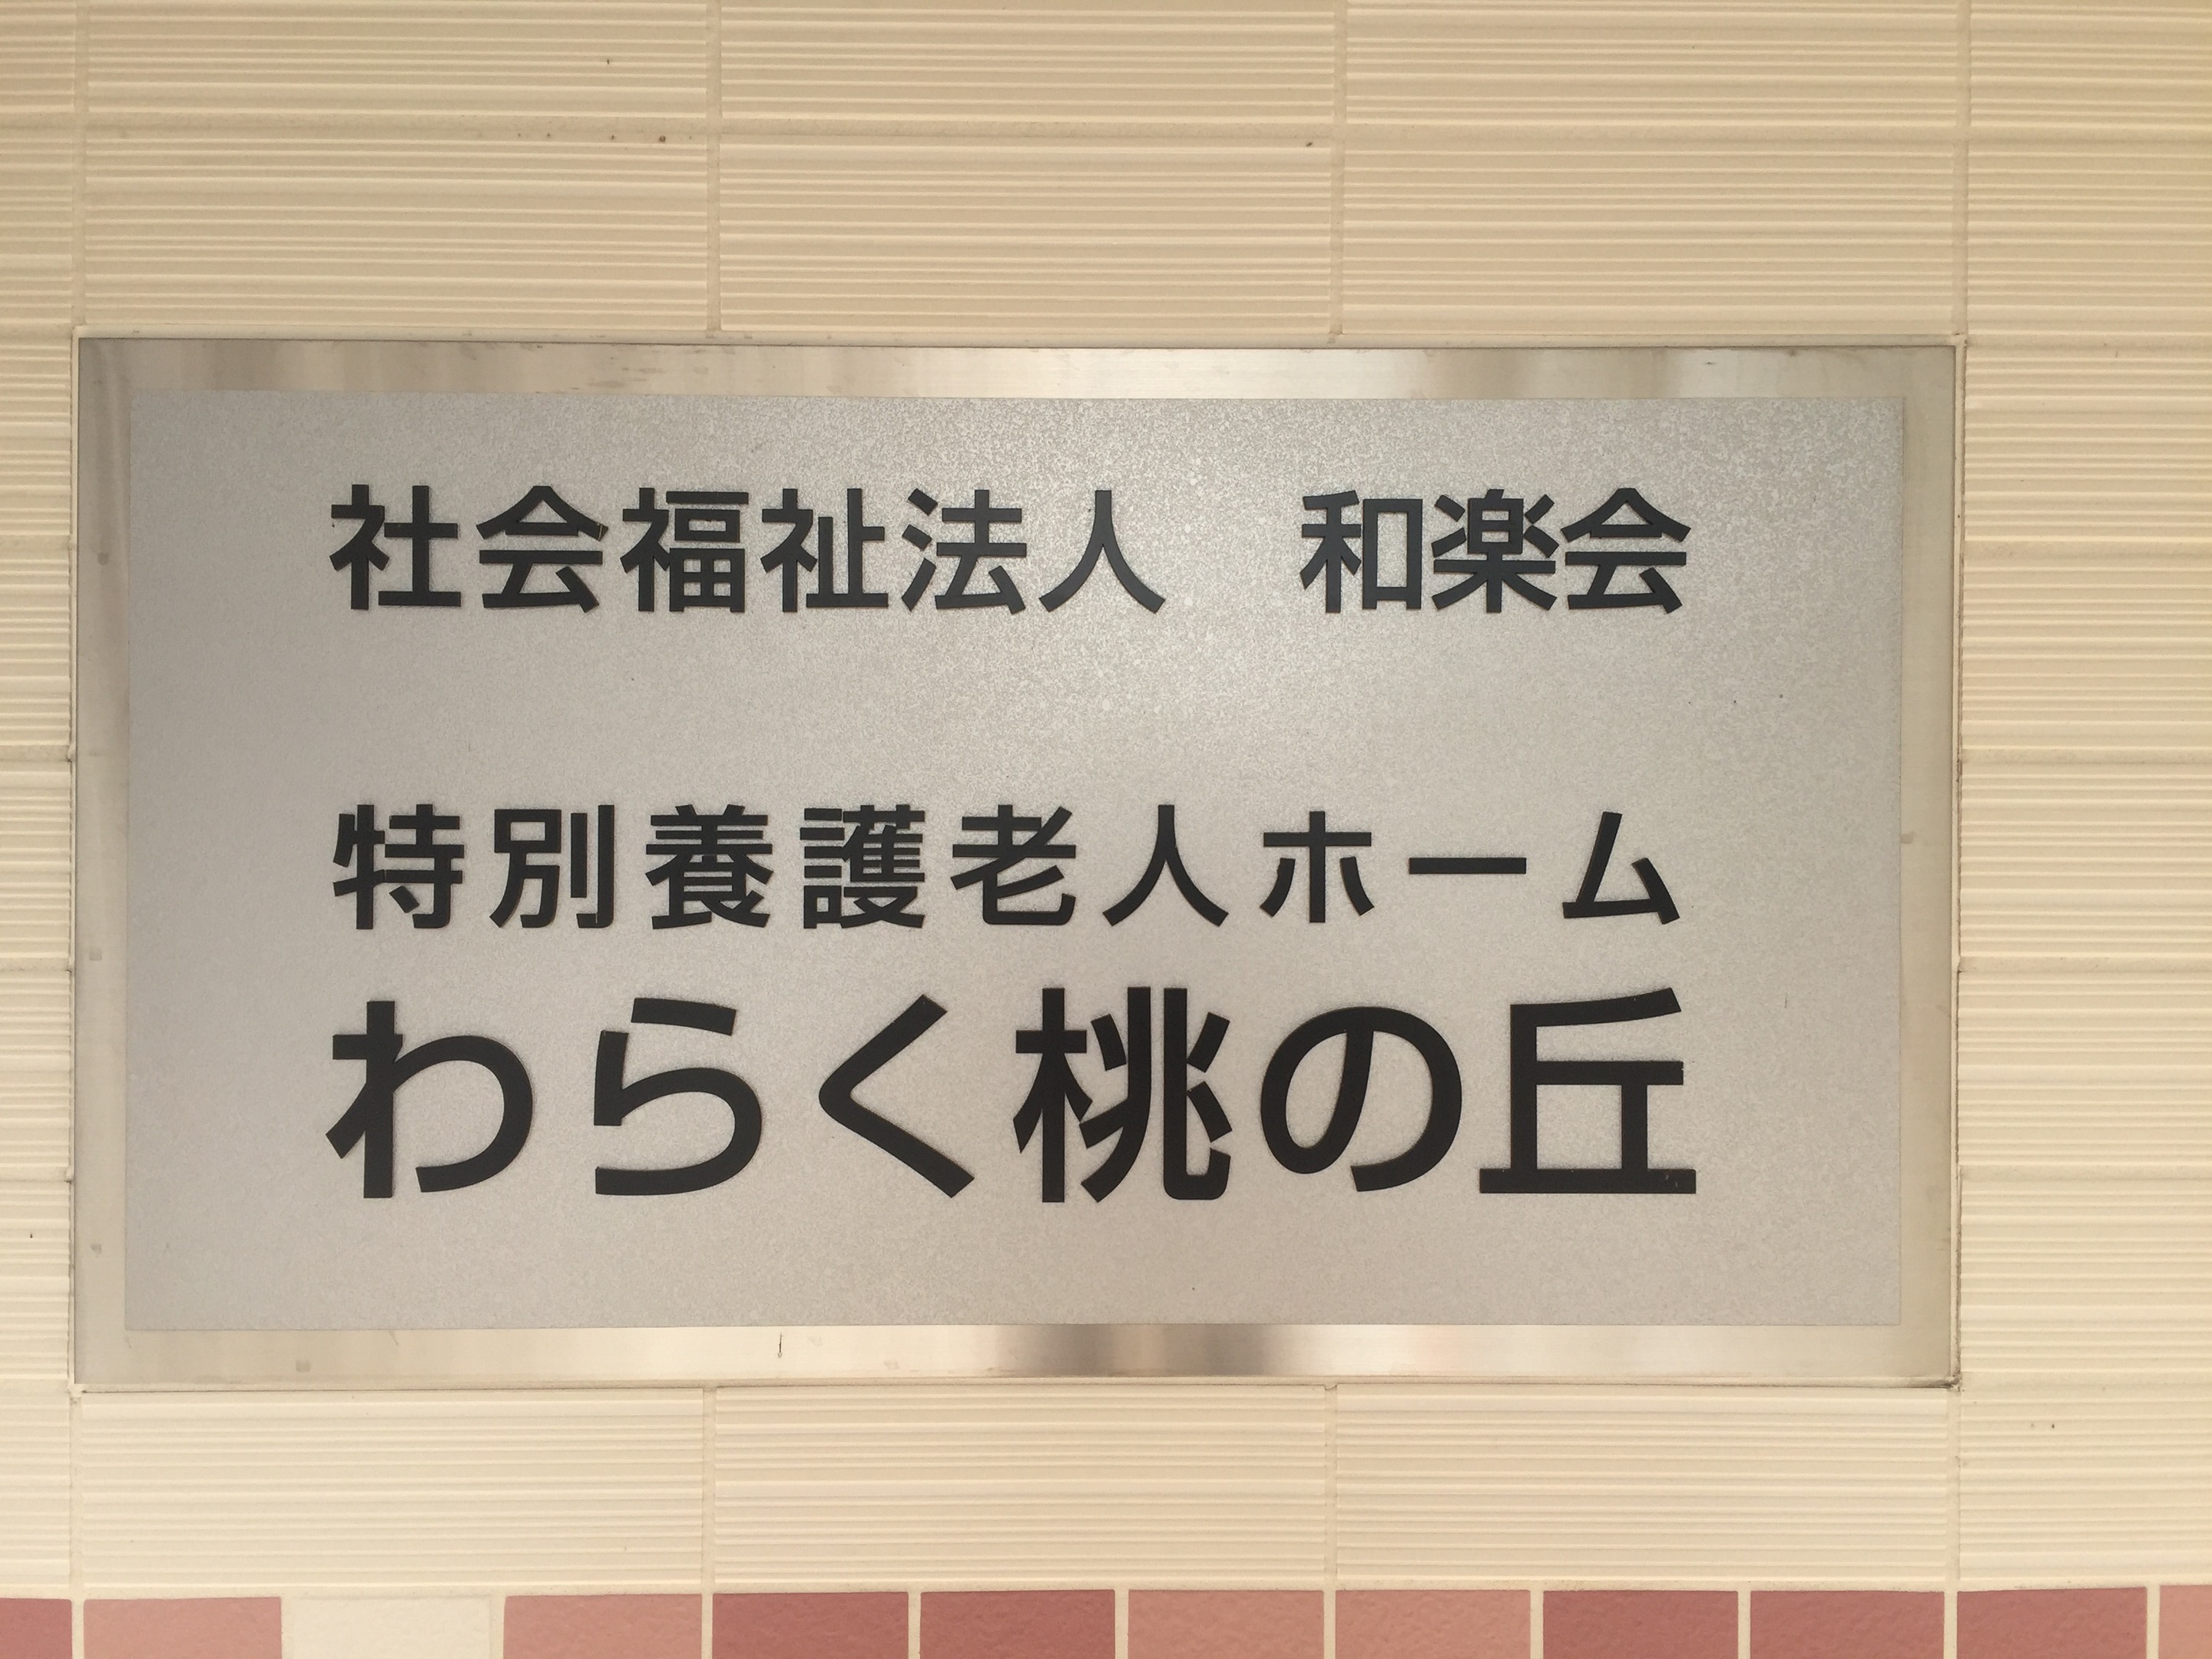 社会福祉法人　和楽会
特別養護老人ホーム
わらく桃の丘